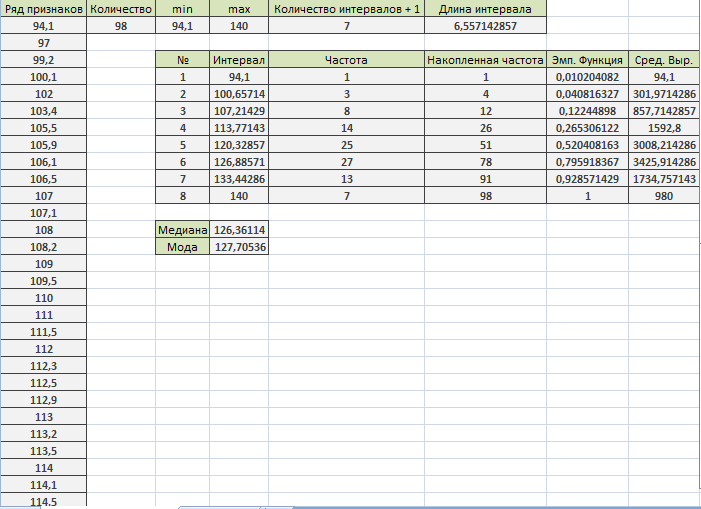 Ряд признаков Количество min max Количество интервалов + 1 Длина интервала
94,1 98 94,1 140 7 6,557142857
97
99,2 № Интервал Частота Накопленная частота Эмп. Функция Сред. Выр.
100,1 1 94,1 1 1 0,010204082 94,1
102 2 100,65714 3 4 0,040816327 301,9714286
103,4 3 107,21429 8 12 0,12244898 857,7142857
105,5 4 113,77143 14 26 0,265306122 1592,8
105,9 5 120,32857 25 51 0,520408163 3008,214286
106,1 6 126,88571 27 78 0,795918367 3425,914286
106,5 7 133,44286 13 91 0,928571429 1734,757143
107 8 140 7 98 1 980
107,1
108 Медиана 126,36114
108,2 Мода 127,70536
109
109,5
110
111
111,5
112
112,3
112,5
112,9
113
113,2
113,5
114
114,1
114,5